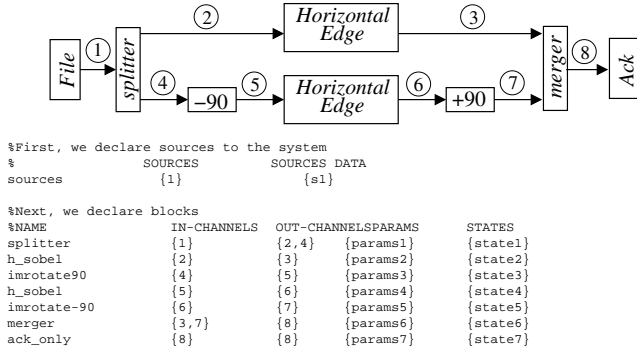 File
1
splitter
2
Horizontal
Edge
3
4
−90
5
Horizontal
Edge
6
+90
7
merger
8
Ack
%First, we declare sources to the system
% SOURCES SOURCES DATA
sources {1} {s1}
%Next, we declare blocks
%NAME IN-CHANNELS OUT-CHANNELSPARAMS STATES
splitter {1} {2,4} {params1} {state1}
h_sobel {2} {3} {params2} {state2}
imrotate90 {4} {5} {params3} {state3}
h_sobel {5} {6} {params4} {state4}
imrotate-90 {6} {7} {params5} {state5}
merger {3,7} {8} {params6} {state6}
ack_only {8} {8} {params7} {state7}